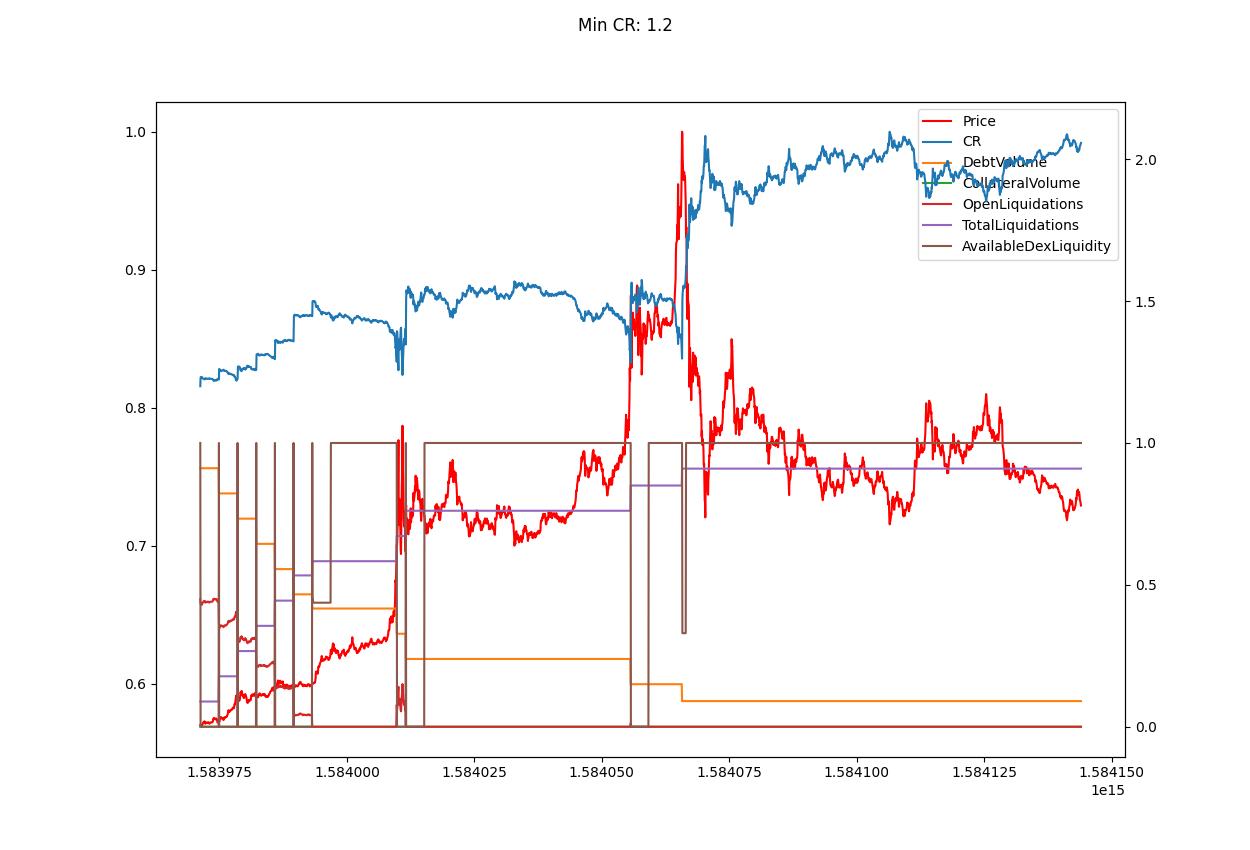 Min CR: 1.2
Price
CR
DebtVolume
CollateralVolume
OpenLiquidations
TotalLiquidations
AvailableDexLiquidity
1.0
0.9
0.8
0.7
0.6
2.0
1.5
1.0
0.5
0.0
1.583975 1.584000 1.584025 1.584050 1.584075 1.584100 1.584125 1.584150
1e15